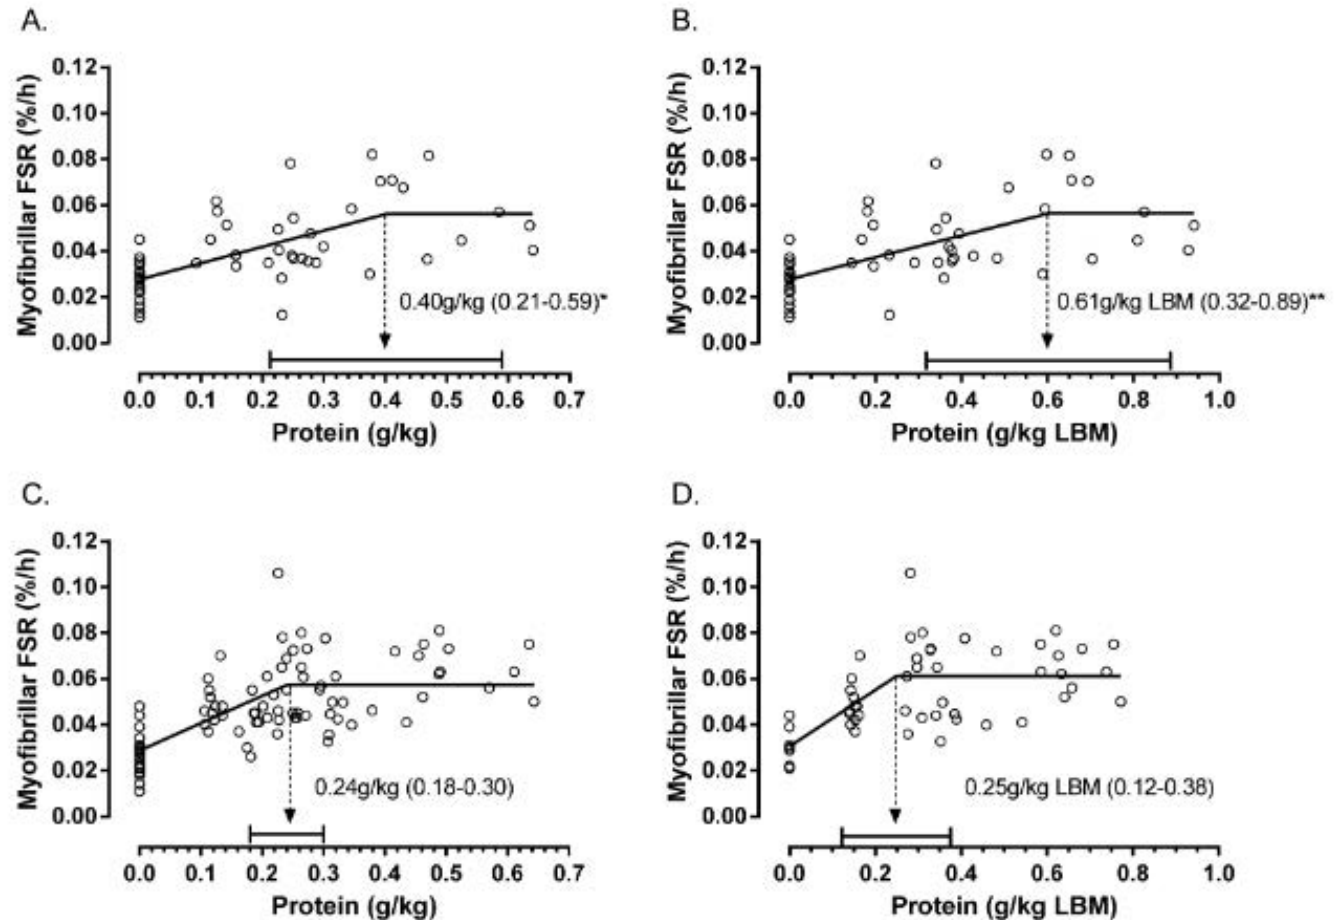 A.
Myofibrillar FSR (%/h)
0.12
0.10
0.08
0.06
0.04
0.02
0.00
0.40g/kg (0.21-0.59)*
0.0 0.1 0.2 0.3 0.4 0.5 0.6 0.7
Protein (g/kg)
B.
Myofibrillar FSR (%/h)
0.12
0.10
0.08
0.06
0.04
0.02
0.00
0.61g/kg LBM (0.32-0.89)**
0.0 0.2 0.4 0.6 0.8 1.0
Protein (g/kg LBM)
C.
Myofibrillar FSR (%/h)
0.12
0.10
0.08
0.06
0.04
0.02
0.00
0.24g/kg (0.18-0.30)
0.0 0.1 0.2 0.3 0.4 0.5 0.6 0.7
Protein (g/kg)
D.
Myofibrillar FSR (%/h)
0.12
0.10
0.08
0.06
0.04
0.02
0.00
0.25g/kg LBM (0.12-0.38)
0.0 0.2 0.4 0.6 0.8 1.0
Protein (g/kg LBM)